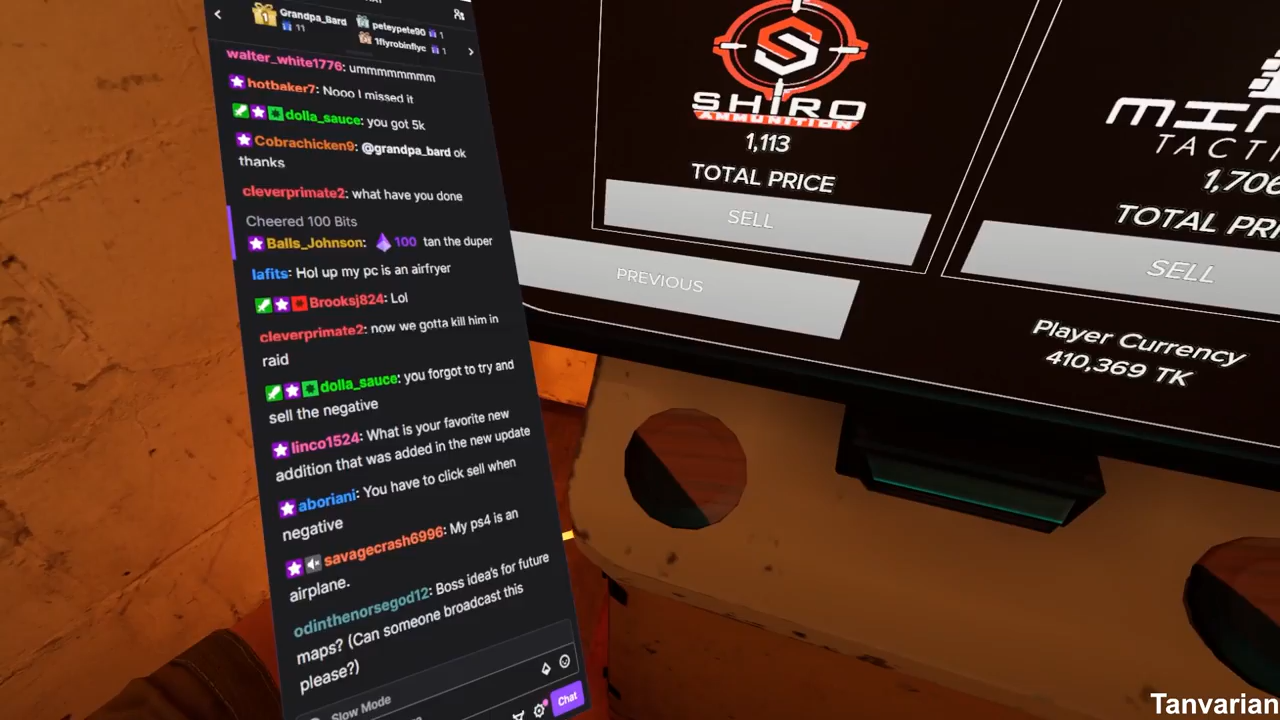 Grandpa_Bard
11
peteypete90 1
1flyrobinflyc 1
walter_white1776: ummmmmmmm
hotbaker7: Nooo I missed it
dolla_sauce: you got 5k
Cobrachicken9: @grandpa_bard ok
thanks
cleverprimate2: what have you done
Cheered 100 Bits
Balls_Johnson: 100 tan the duper
lafits: Hol up my pc is an airfryer
Brooksj824: Lol
cleverprimate2: now we gotta kill him in
raid
dolla_sauce: you forgot to try and
sell the negative
linco1524: What is your favorite new
addition that was added in the new update
aboriani: You have to click sell when
negative
savagecrash6996: My ps4 is an
airplane.
odinthenorsegod12: Boss idea's for future
maps? (Can someone broadcast this
please?)
Slow Mode
Chat
SHIRO
AMMUNITION
1,113
TOTAL PRICE
SELL
PREVIOUS
TACTI
1,706
TOTAL PRI
SELL
Player Currency
410,369 TK
Tanvarian